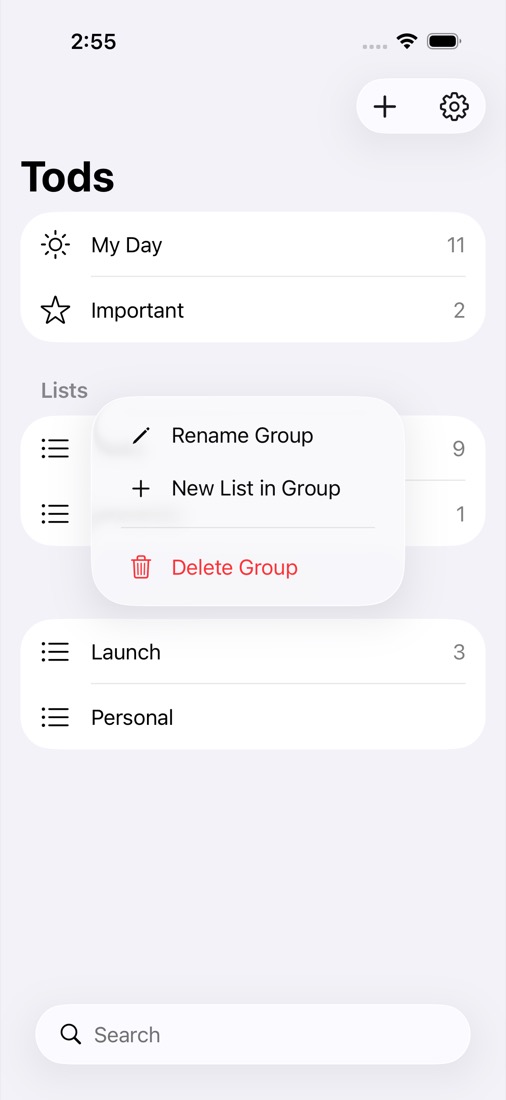 2:55
Tods
My Day 11
Important 2
Lists
9
1
Rename Group
New List in Group
Delete Group
Launch 3
Personal
Search